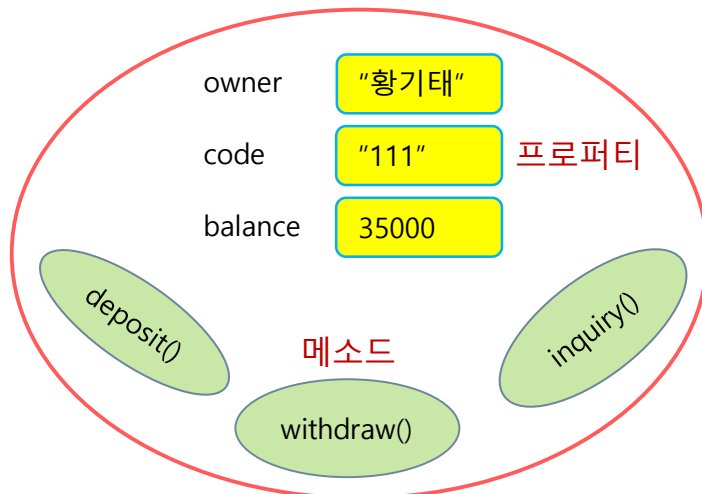 owner "황기태"
code "111" 프로퍼티
balance 35000
deposit()
inquiry()
메소드
withdraw()